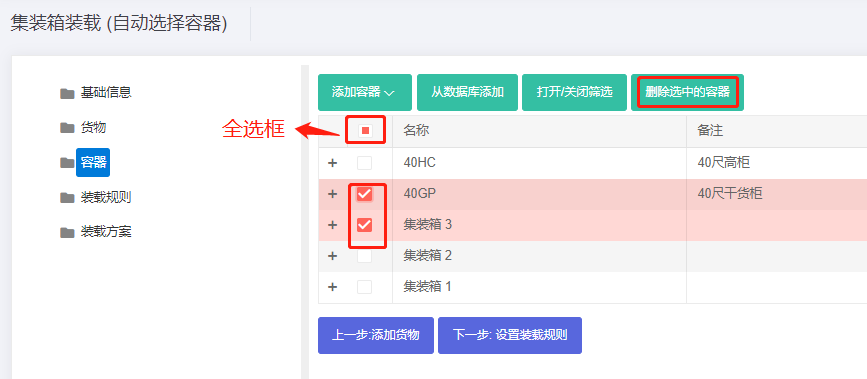 集装箱装载 (自动选择容器)
基础信息
货物
容器
装载规则
装载方案
添加容器
从数据库添加
打开/关闭筛选
删除选中的容器
全选框
名称
备注
40HC
40尺高柜
40GP
40尺干货柜
集装箱 3
集装箱 2
集装箱 1
上一步:添加货物
下一步: 设置装载规则